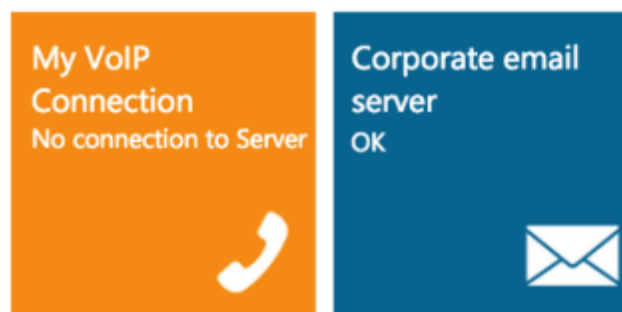 My VoIP
Connection
No connection to Server
Corporate email
server
OK